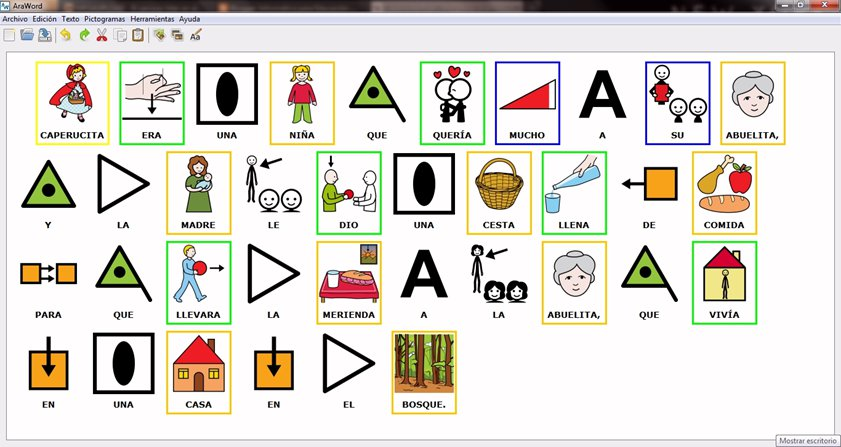 AraWord
Archivo Edición Texto Pictogramas Herramientas Ayuda
CAPERUCITA ERA UNA NIÑA QUE QUERÍA MUCHO A SU ABUELITA,
Y LA MADRE LE DIO UNA CESTA LLENA DE COMIDA
PARA QUE LLEVARA LA MERIENDA A LA ABUELITA, QUE VIVÍA
EN UNA CASA EN EL BOSQUE.
Mostrar escritorio